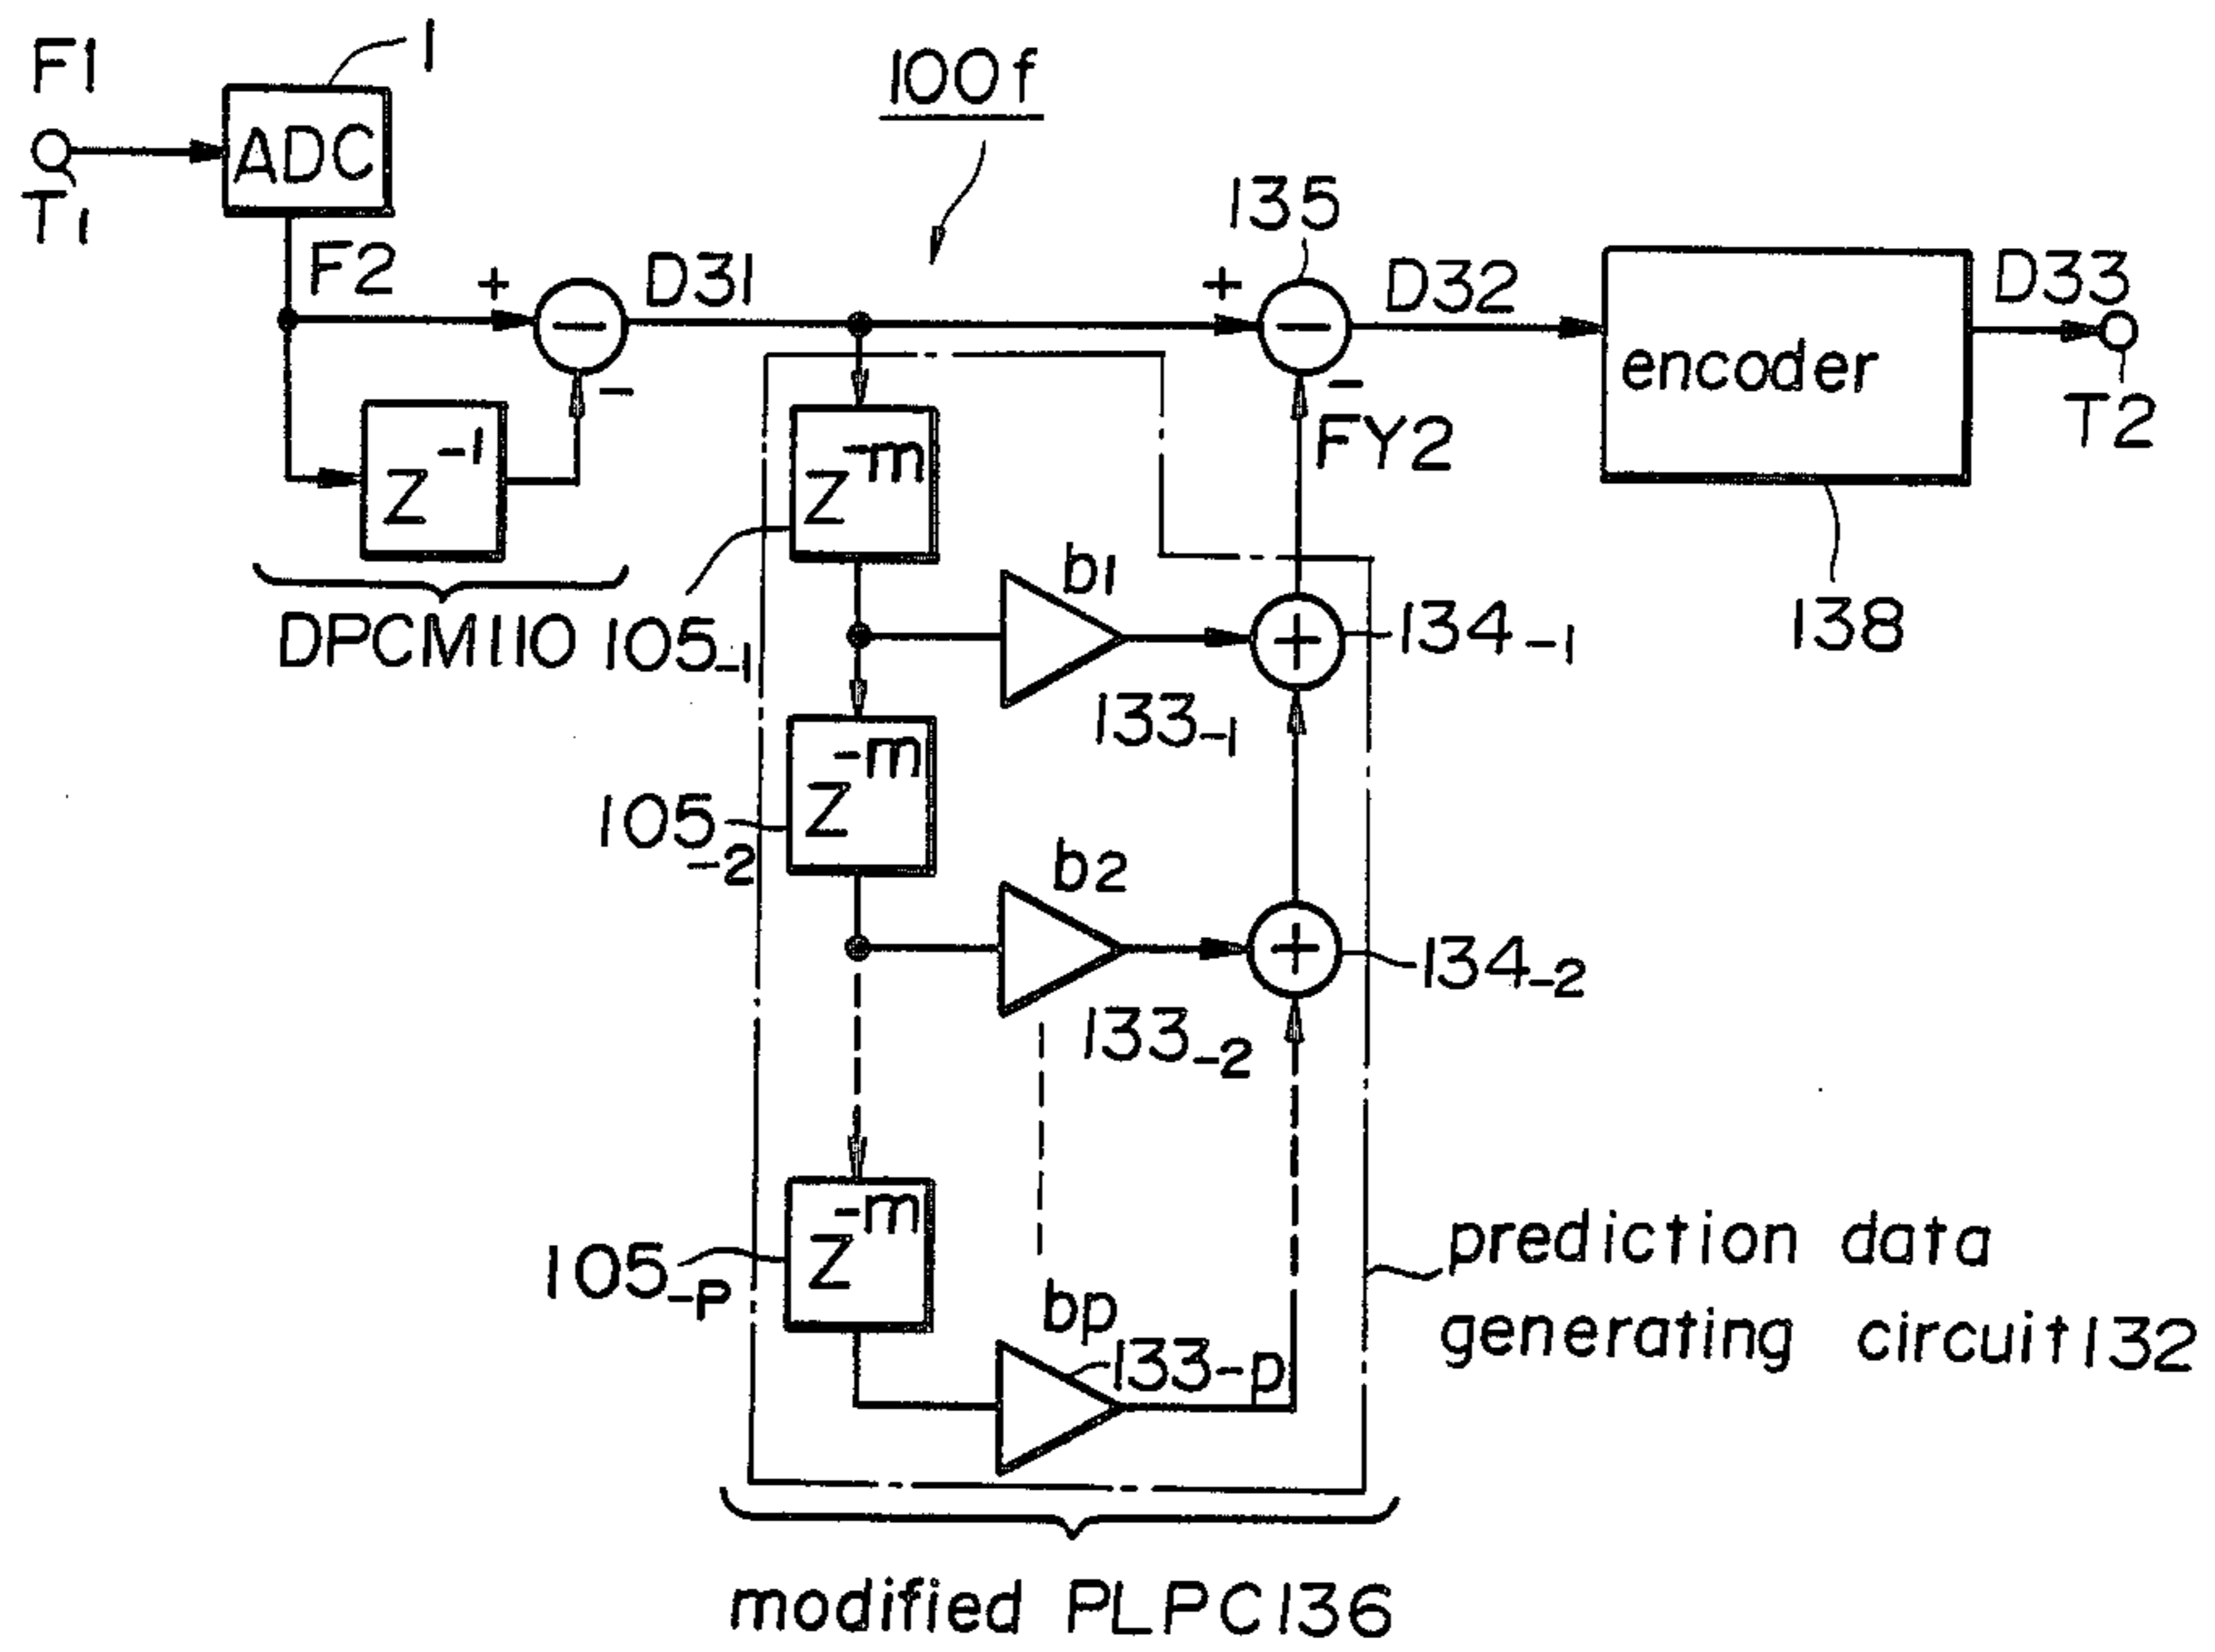 F1
1
100f
ADC
T1
135
F2
+
D31
+
D32
D33
encoder
-
-
FY2
T2
Z-1
Z-m
b1
DPCM110
105-1
134-1
138
133-1
Z-m
105-2
b2
134-2
133-2
Z-m
105-P
bp
133-p
prediction data
generating circuit132
modified PLPC136